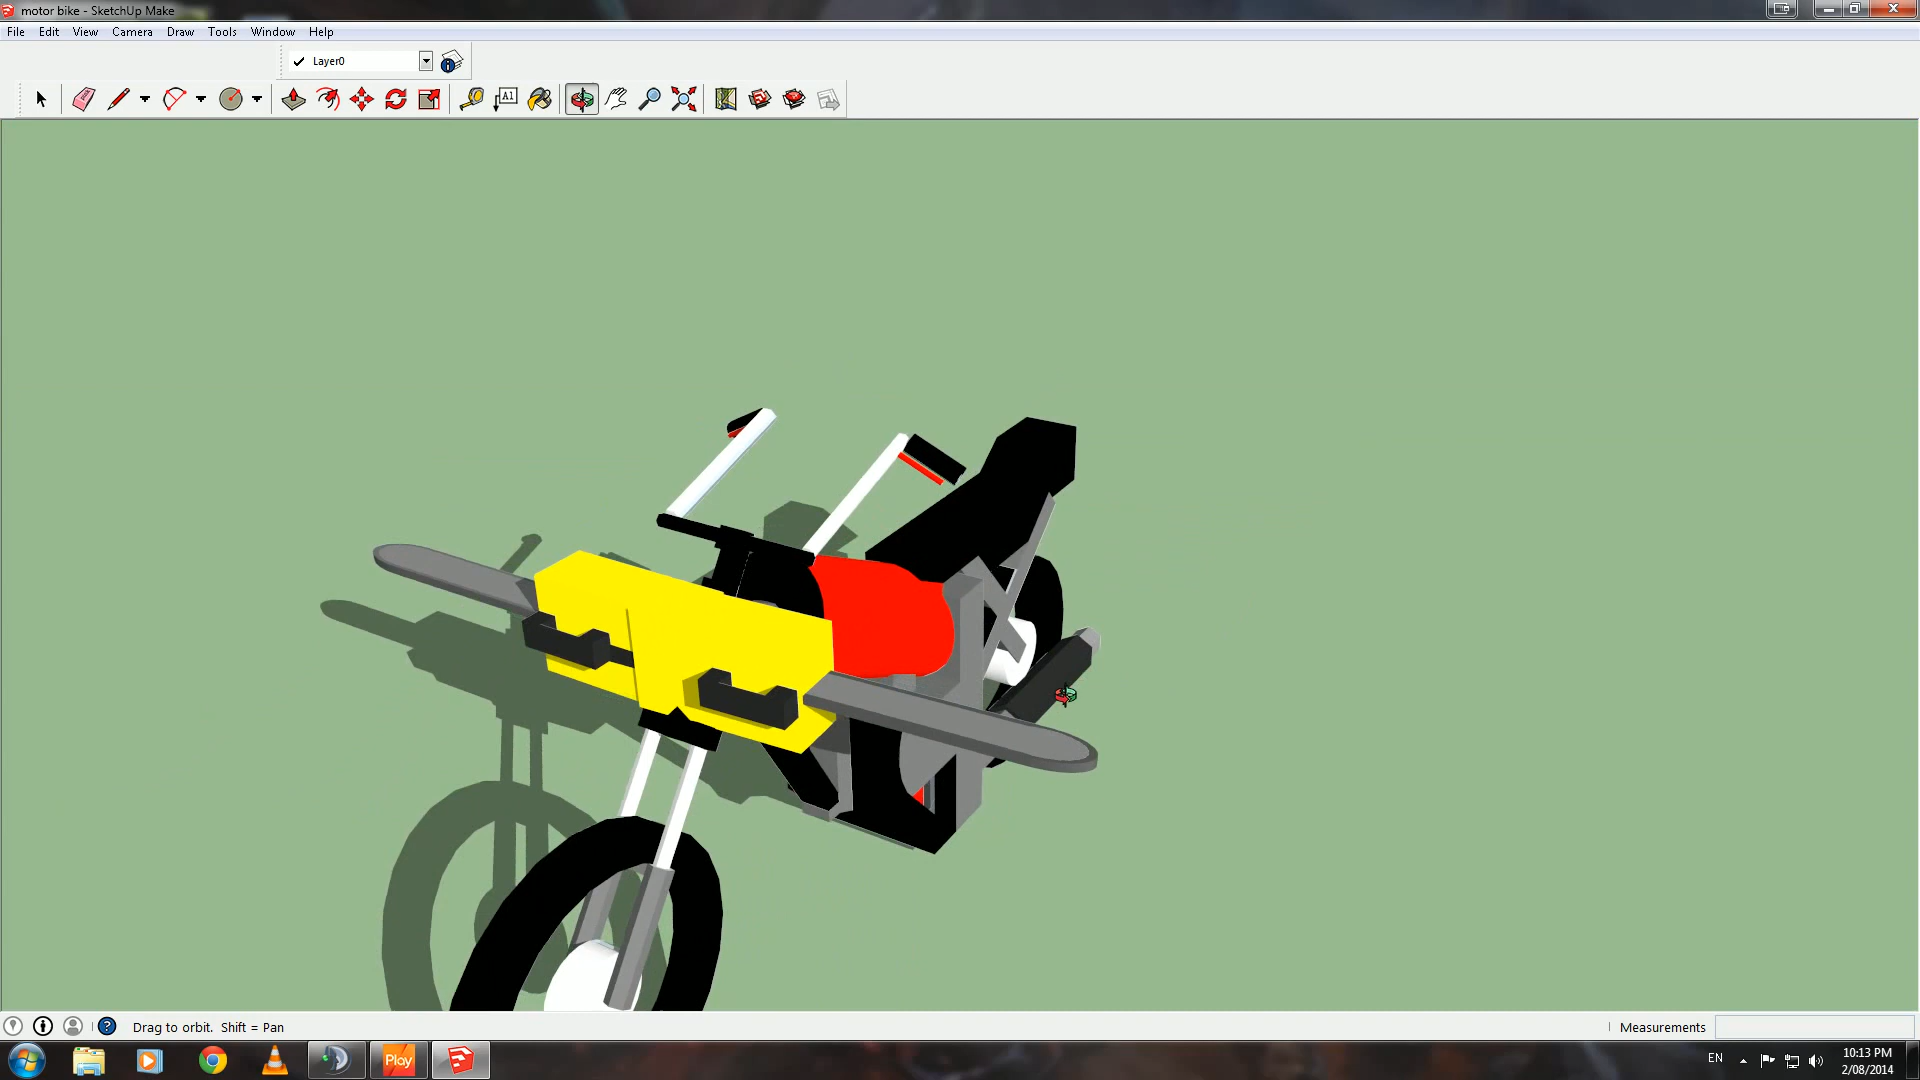 motor bike - SketchUp Make
File Edit View Camera Draw Tools Window Help
Layer0
A1
Drag to orbit. Shift = Pan
Measurements
Play
EN
10:13 PM
2/08/2014